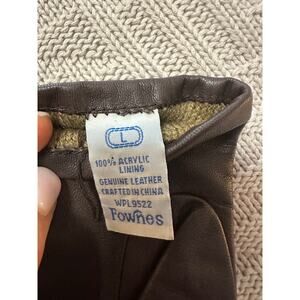 L
100% ACRYLIC
LINING
GENUINE LEATHER
CRAFTED IN CHINA
WPL9522
Fownes